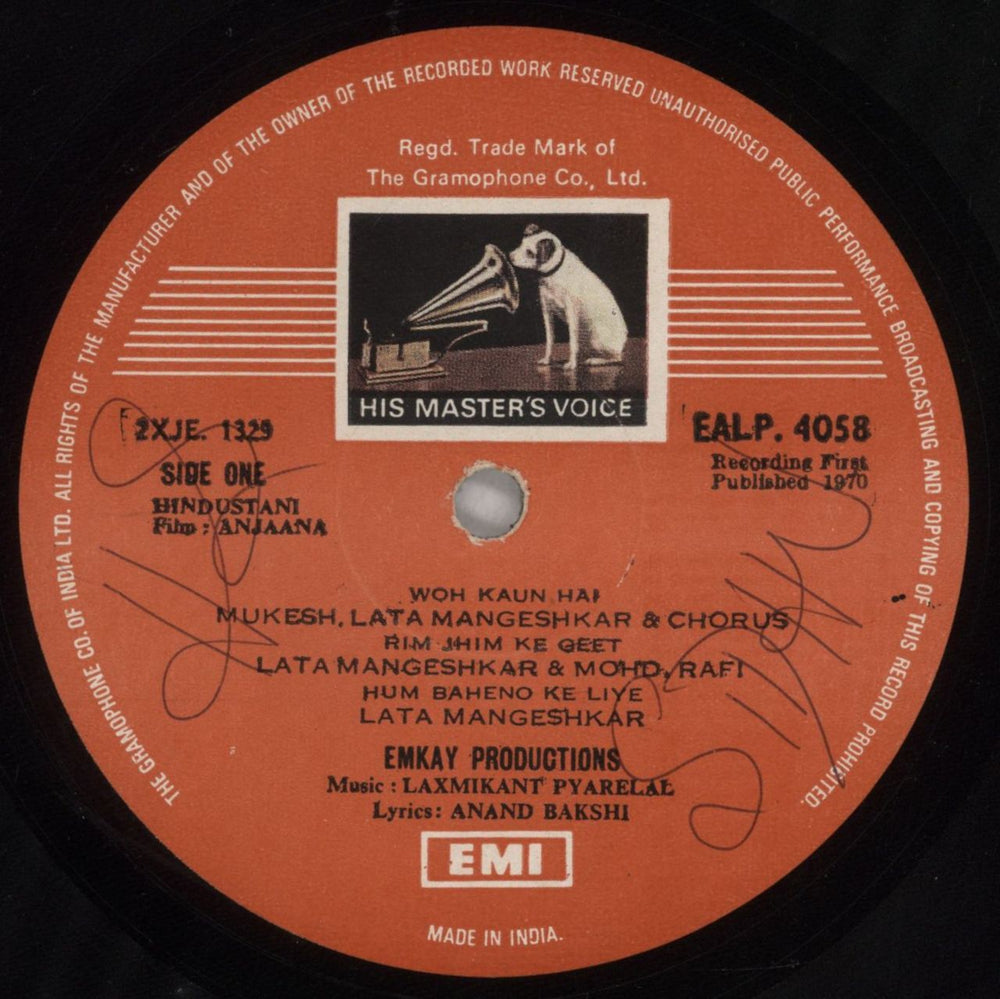 THE GRAMOPHONE CO. OF INDIA LTD. ALL RIGHTS OF THE MANUFACTURER AND OF THE OWNER OF THE RECORDED WORK RESERVED UNAUTHORISED PUBLIC PERFORMANCE BROADCASTING AND COPYING OF THIS RECORD PROHIBITED.
Regd. Trade Mark of
The Gramophone Co., Ltd.
HIS MASTER'S VOICE
2XJE. 1329
SIDE ONE
HINDUSTANI
Film : ANJAANA
EALP. 4058
Recording First
Published 1970
WOH KAUN HAI
MUKESH, LATA MANGESHKAR & CHORUS
RIM JHIM KE GEET
LATA MANGESHKAR & MOHD. RAFI
HUM BAHENO KE LIYE
LATA MANGESHKAR
EMKAY PRODUCTIONS
Music : LAXMIKANT PYARELAL
Lyrics : ANAND BAKSHI
EMI
MADE IN INDIA.